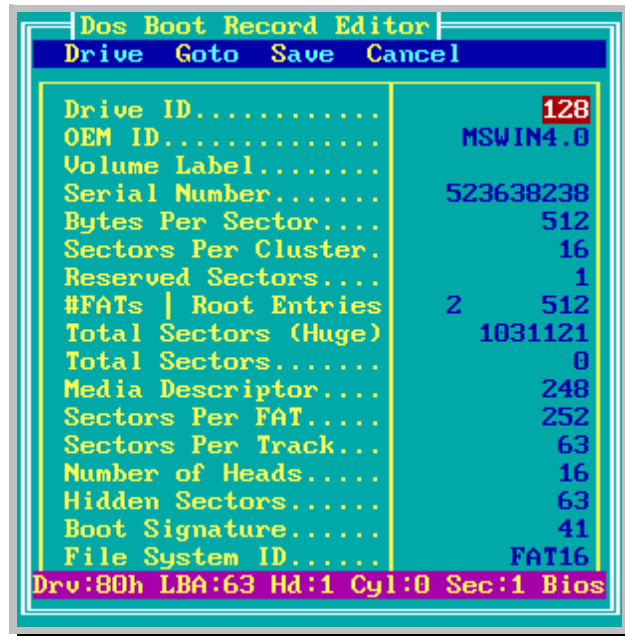 Dos Boot Record Editor
Drive Goto Save Cancel
Drive ID............ 128
OEM ID.............. MSWIN4.0
Volume Label........
Serial Number....... 523638238
Bytes Per Sector.... 512
Sectors Per Cluster. 16
Reserved Sectors.... 1
#FATs | Root Entries 2 512
Total Sectors (Huge) 1031121
Total Sectors....... 0
Media Descriptor.... 248
Sectors Per FAT..... 252
Sectors Per Track... 63
Number of Heads..... 16
Hidden Sectors...... 63
Boot Signature...... 41
File System ID...... FAT16
Drv:80h LBA:63 Hd:1 Cyl:0 Sec:1 Bios